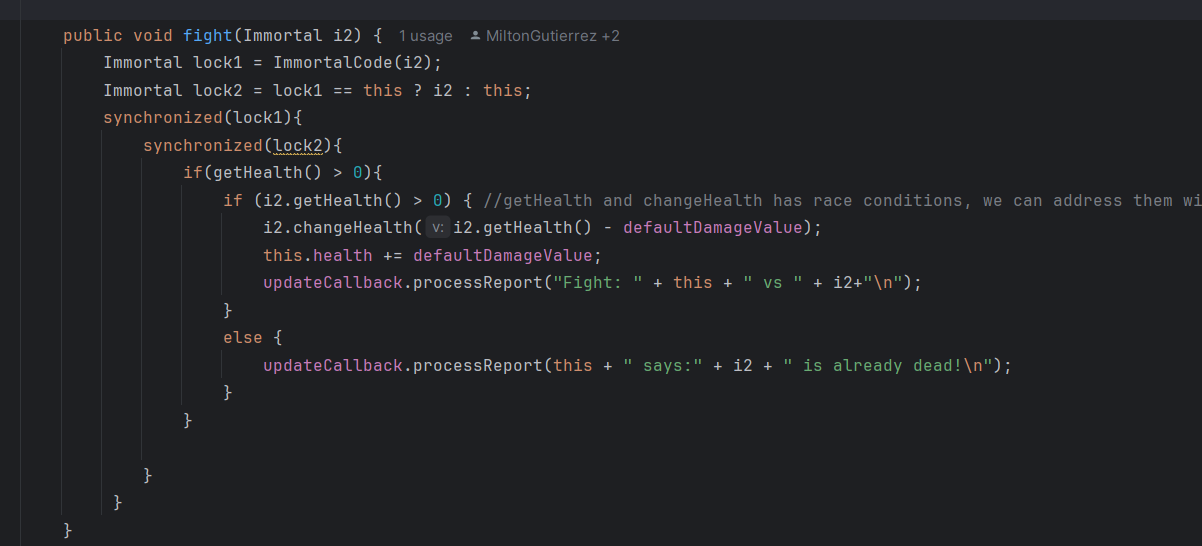 public void fight(Immortal i2) { 1 usage MiltonGutierrez +2
Immortal lock1 = ImmortalCode(i2);
Immortal lock2 = lock1 == this ? i2 : this;
synchronized(lock1){
synchronized(lock2){
if(getHealth() > 0){
if (i2.getHealth() > 0) { //getHealth and changeHealth has race conditions, we can address them wi
i2.changeHealth( v: i2.getHealth() - defaultDamageValue);
this.health += defaultDamageValue;
updateCallback.processReport("Fight: " + this + " vs " + i2+"\n");
}
else {
updateCallback.processReport(this + " says:" + i2 + " is already dead!\n");
}
}
}
}
}